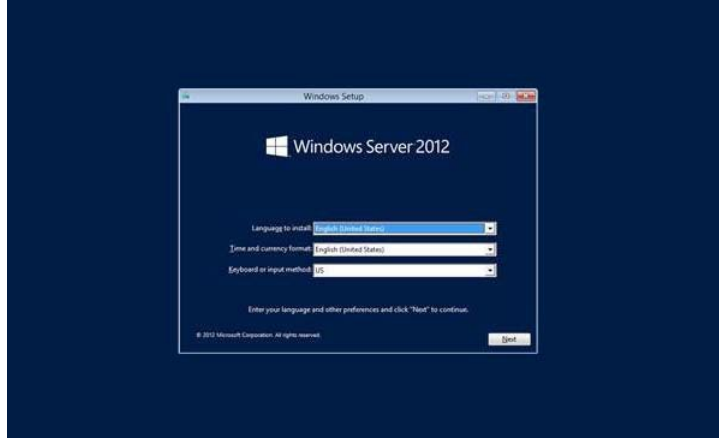 Windows Setup
Windows Server 2012
Language to install: English (United States)
Time and currency format: English (United States)
Keyboard or input method: US
Enter your language and other preferences and click "Next" to continue.
© 2012 Microsoft Corporation. All rights reserved.
Next